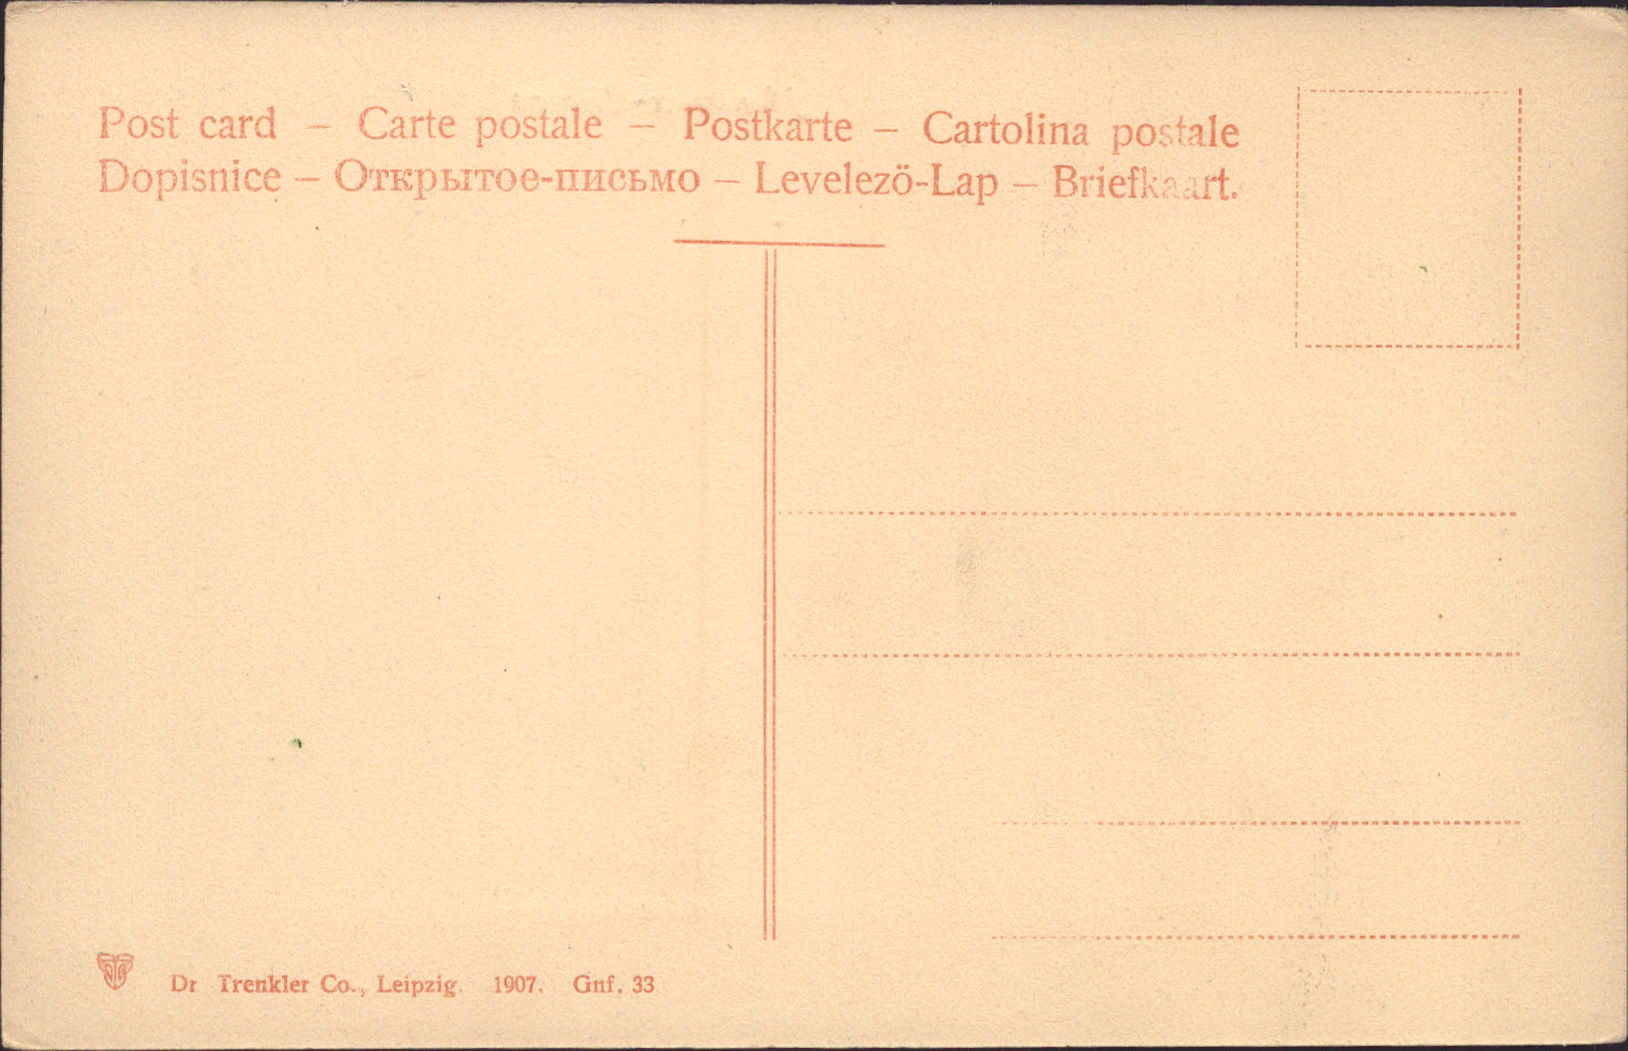 Post card – Carte postale – Postkarte – Cartolina postale
Dopisnice – Открытое-письмо – Levelezö-Lap – Briefkaart.
Dr Trenkler Co., Leipzig. 1907. Gnf. 33